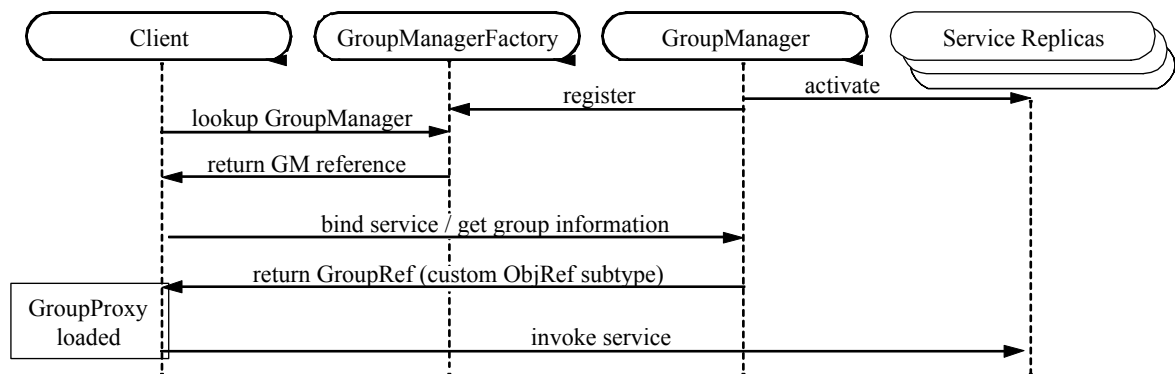 Client
GroupManagerFactory
GroupManager
Service Replicas
register
activate
lookup GroupManager
return GM reference
bind service / get group information
return GroupRef (custom ObjRef subtype)
GroupProxy
loaded
invoke service